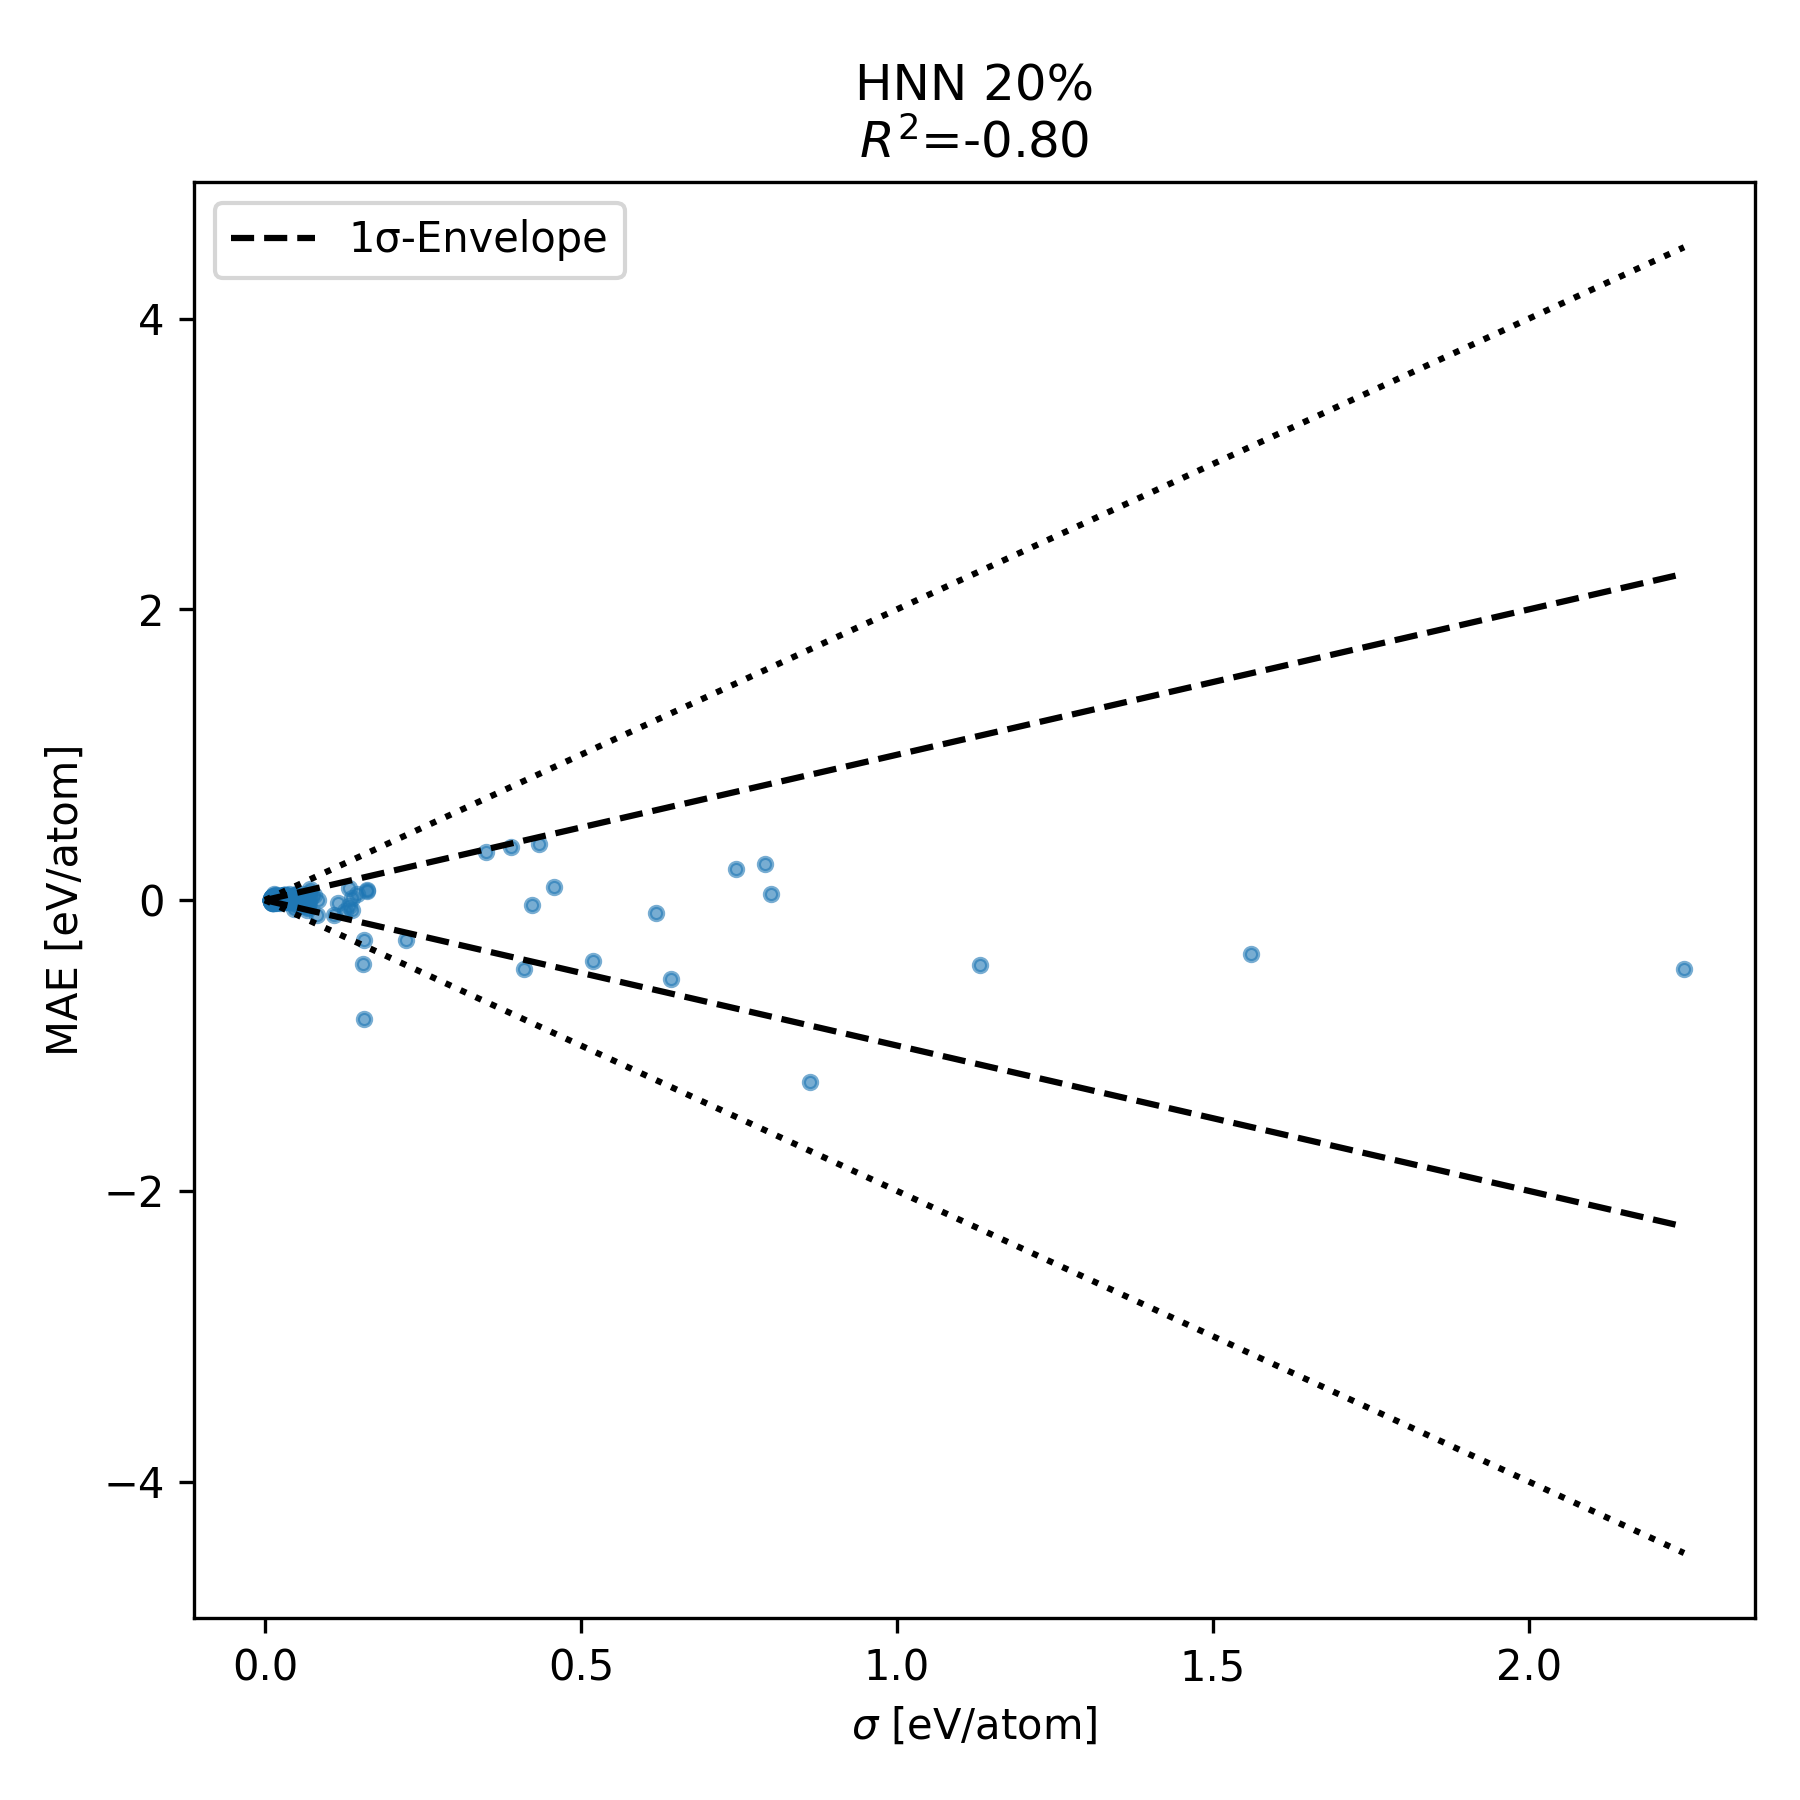 HNN 20%
R²=-0.80
1σ-Envelope
4
2
0
−2
−4
MAE [eV/atom]
0.0 0.5 1.0 1.5 2.0
σ [eV/atom]